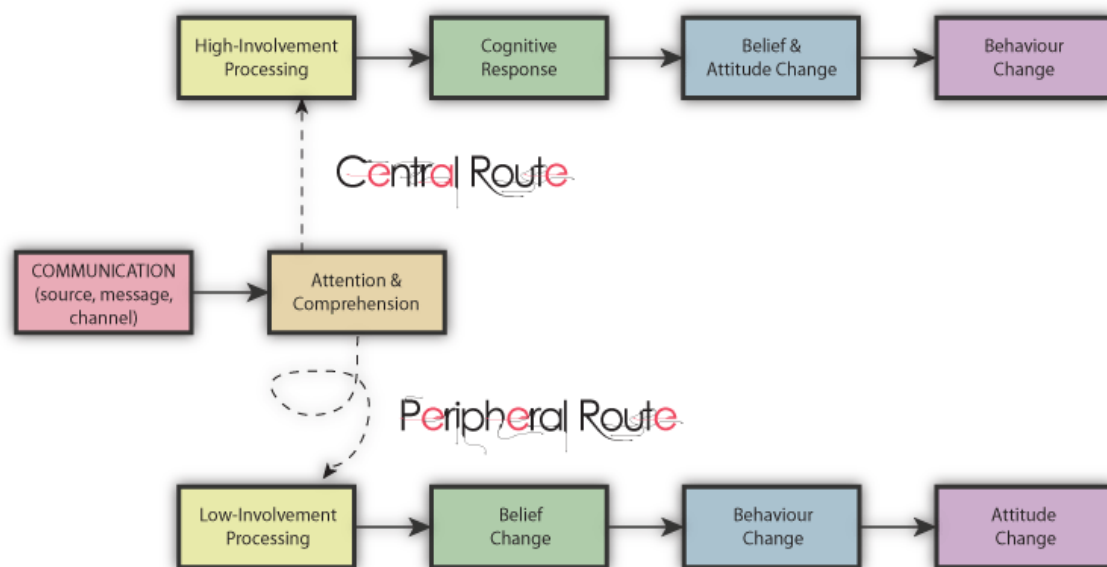 High-Involvement
Processing
Cognitive
Response
Belief &
Attitude Change
Behaviour
Change
Central Route
COMMUNICATION
(source, message,
channel)
Attention &
Comprehension
Peripheral Route
Low-Involvement
Processing
Belief
Change
Behaviour
Change
Attitude
Change